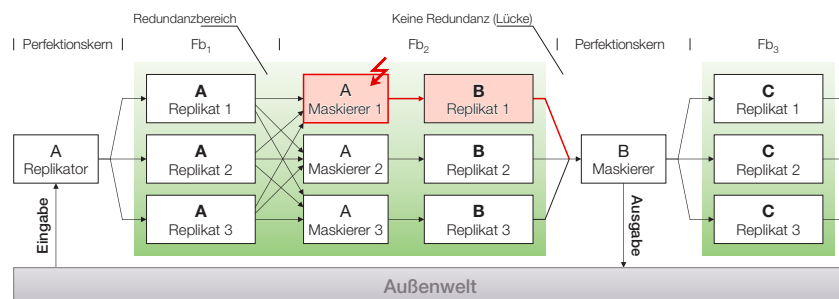 Redundanzbereich
Keine Redundanz (Lücke)
| Perfektionskern |
Fb1
|
Fb2
| Perfektionskern |
Fb3
A
Replikator
A
Replikat 1
A
Replikat 2
A
Replikat 3
A
Maskierer 1
A
Maskierer 2
A
Maskierer 3
B
Replikat 1
B
Replikat 2
B
Replikat 3
B
Maskierer
C
Replikat 1
C
Replikat 2
C
Replikat 3
Eingabe
Ausgabe
Außenwelt